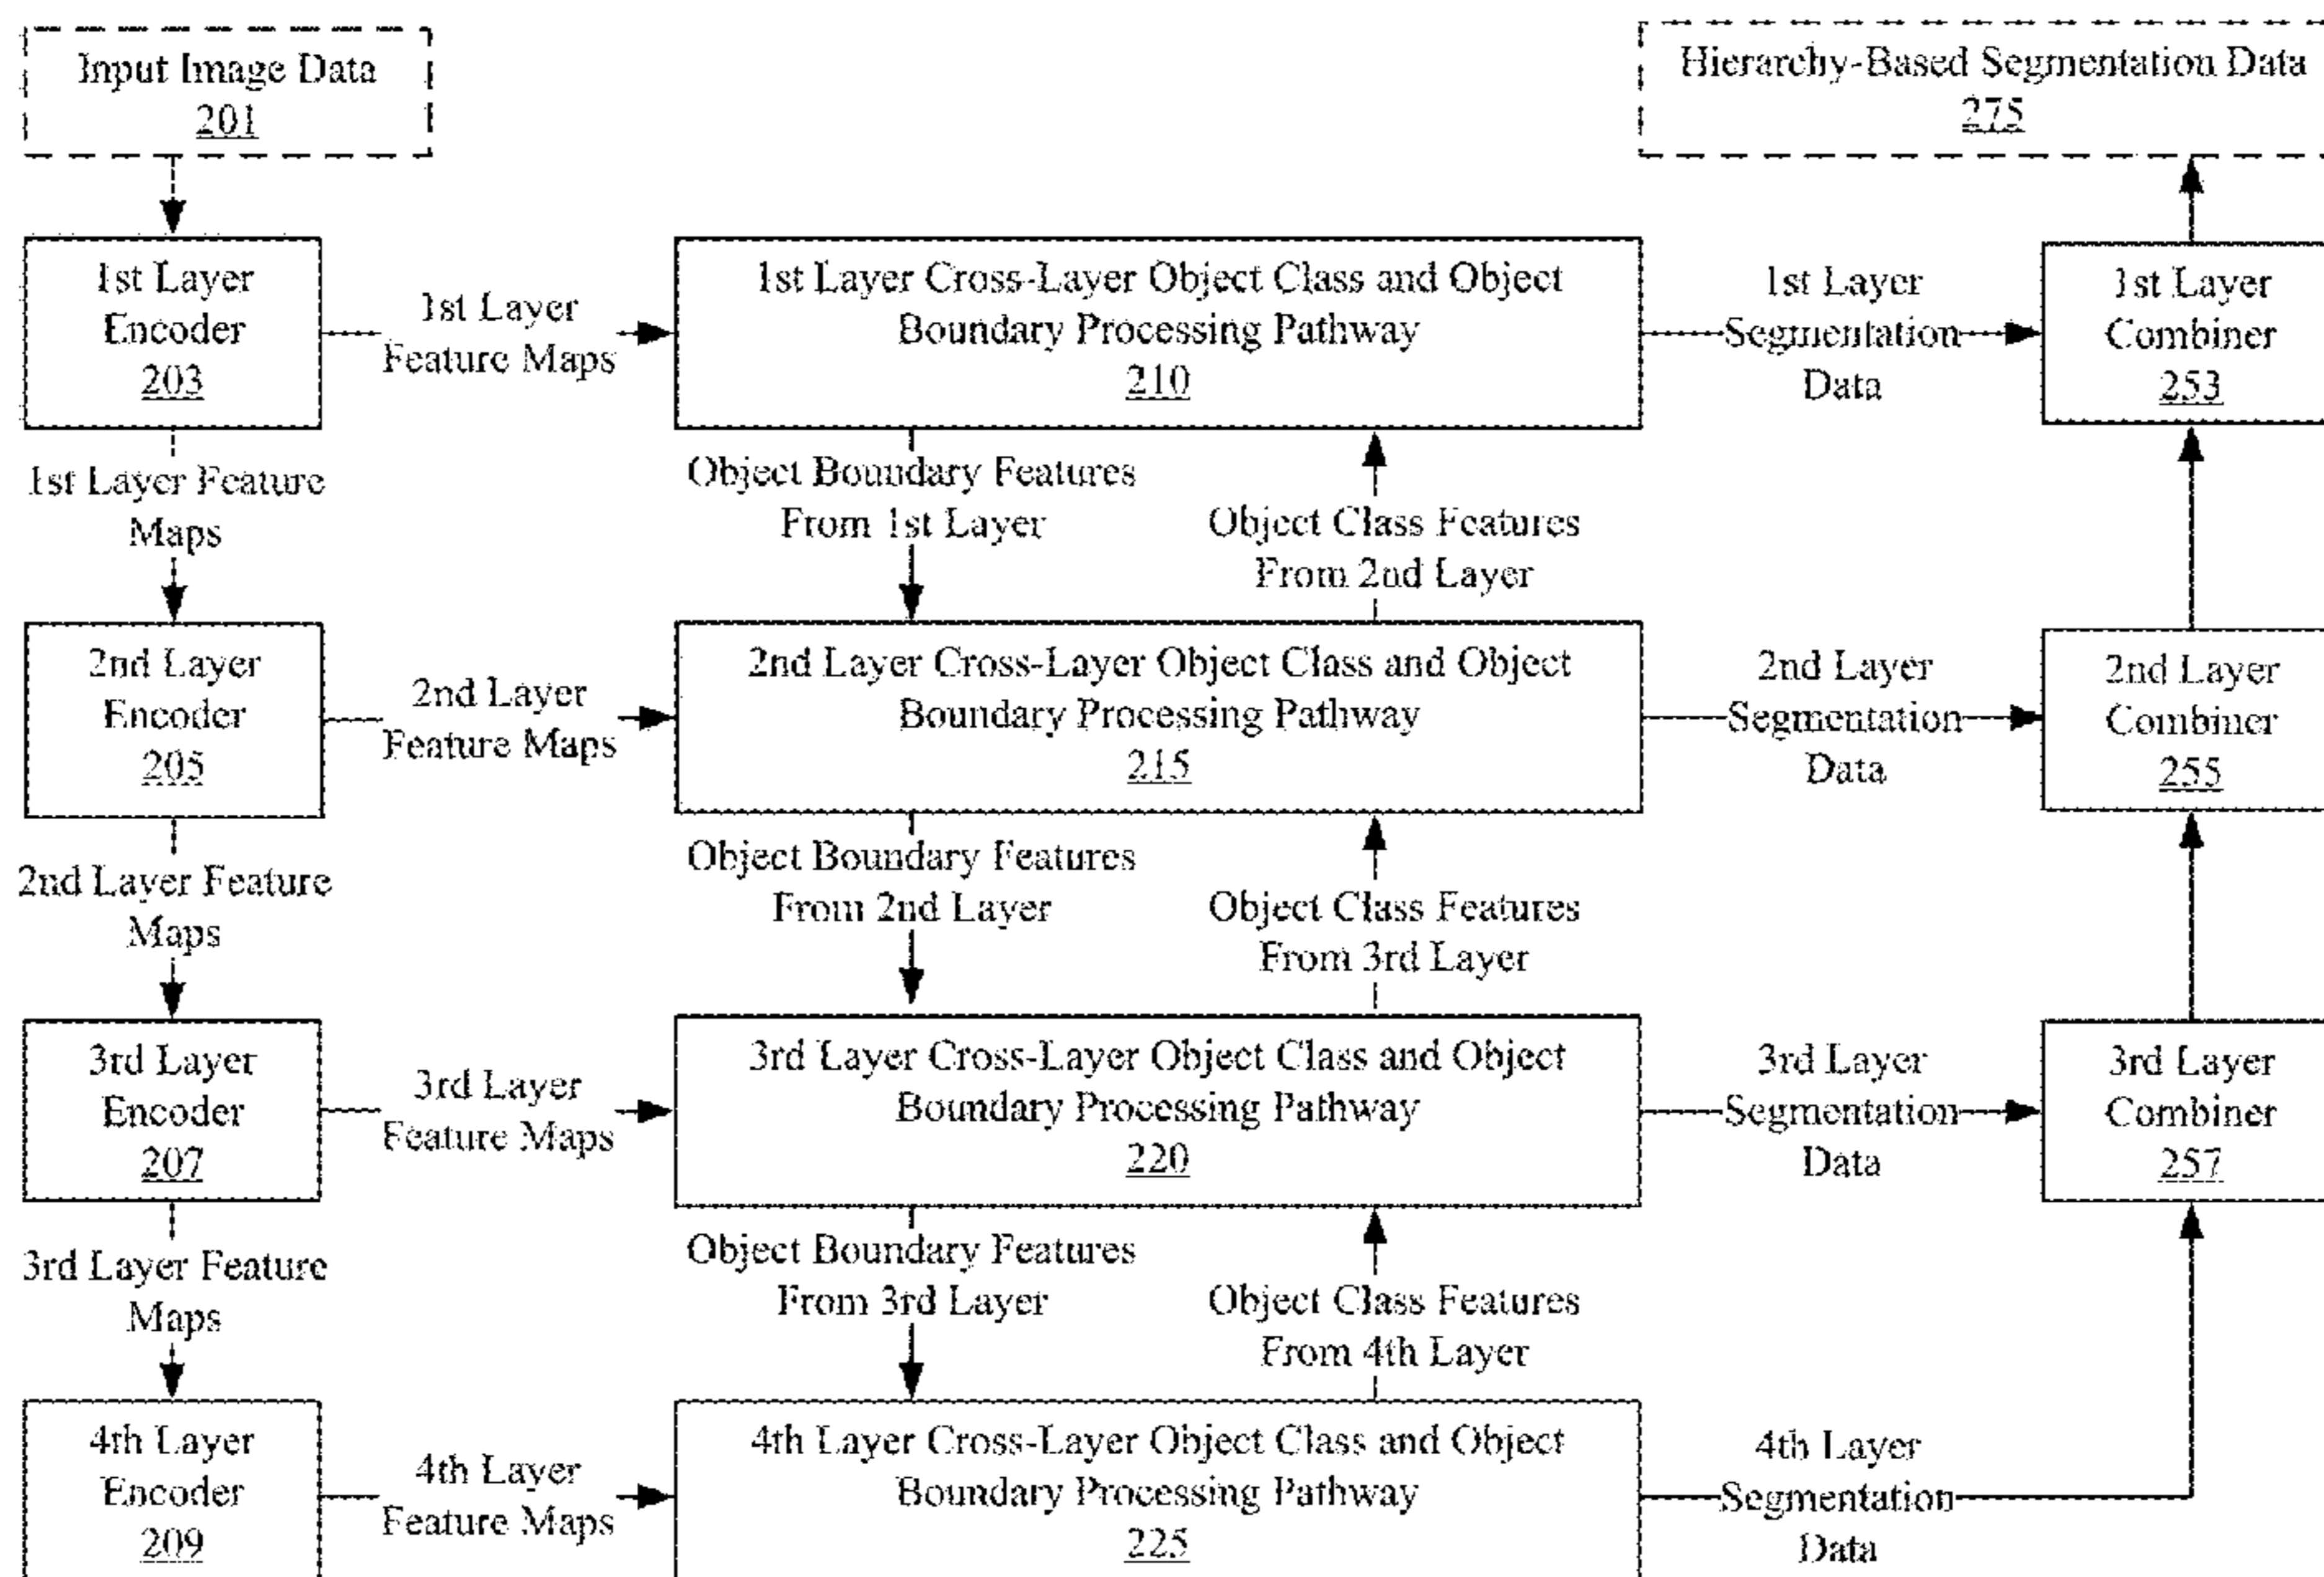 Input Image Data
201
Hierarchy-Based Segmentation Data
275
1st Layer
Encoder
203
1st Layer
Feature Maps
1st Layer Cross-Layer Object Class and Object
Boundary Processing Pathway
210
1st Layer
Segmentation
Data
1st Layer
Combiner
253
1st Layer Feature
Maps
Object Boundary Features
From 1st Layer
Object Class Features
From 2nd Layer
2nd Layer
Encoder
205
2nd Layer
Feature Maps
2nd Layer Cross-Layer Object Class and Object
Boundary Processing Pathway
215
2nd Layer
Segmentation
Data
2nd Layer
Combiner
255
2nd Layer Feature
Maps
Object Boundary Features
From 2nd Layer
Object Class Features
From 3rd Layer
3rd Layer
Encoder
207
3rd Layer
Feature Maps
3rd Layer Cross-Layer Object Class and Object
Boundary Processing Pathway
220
3rd Layer
Segmentation
Data
3rd Layer
Combiner
257
3rd Layer Feature
Maps
Object Boundary Features
From 3rd Layer
Object Class Features
From 4th Layer
4th Layer
Encoder
209
4th Layer
Feature Maps
4th Layer Cross-Layer Object Class and Object
Boundary Processing Pathway
225
4th Layer
Segmentation
Data